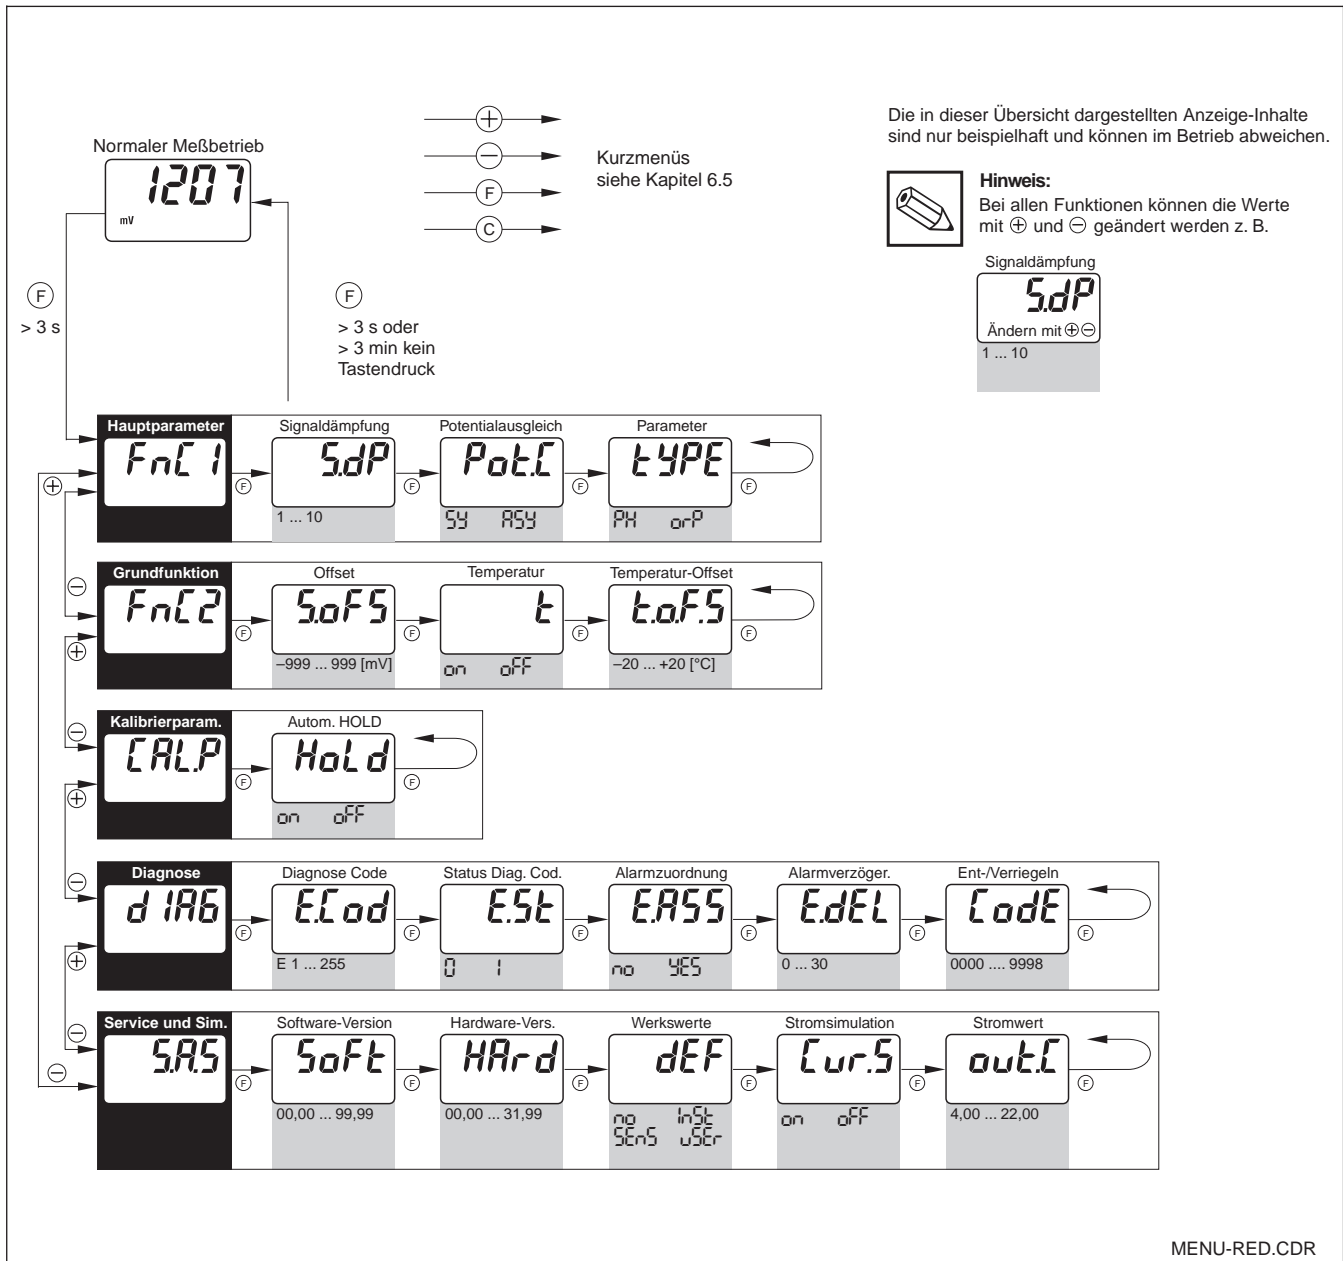 Normaler Meßbetrieb
1207
mV
+
−
F
C
Kurzmenüs
siehe Kapitel 6.5
Die in dieser Übersicht dargestellten Anzeige-Inhalte
sind nur beispielhaft und können im Betrieb abweichen.
Hinweis:
Bei allen Funktionen können die Werte
mit ⊕ und ⊖ geändert werden z. B.
Signaldämpfung
S.dP
Ändern mit ⊕⊖
1 ... 10
F
> 3 s
F
> 3 s oder
> 3 min kein
Tastendruck
Hauptparameter
FnC 1
+
F
Signaldämpfung
S.dP
1 ... 10
F
Potentialausgleich
Pot.C
SY ASY
F
Parameter
tYPE
PH orP
F
−
Grundfunktion
FnC2
+
F
Offset
S.oFS
–999 ... 999 [mV]
F
Temperatur
t
on oFF
F
Temperatur-Offset
t.o.F.S
–20 ... +20 [°C]
F
−
Kalibrierparam.
CAL.P
+
F
Autom. HOLD
HoLd
on oFF
F
−
Diagnose
dIAG
+
F
Diagnose Code
E.Cod
E 1 ... 255
F
Status Diag. Cod.
E.St
0 1
F
Alarmzuordnung
E.ASS
no YES
F
Alarmverzöger.
E.dEL
0 ... 30
F
Ent-/Verriegeln
CodE
0000 .... 9998
F
−
−
Service und Sim.
S.A.S
F
Software-Version
SoFt
00,00 ... 99,99
F
Hardware-Vers.
HArd
00,00 ... 31,99
F
Werkswerte
dEF
no InSt
SEnS uSEr
F
Stromsimulation
Cur.S
on oFF
F
Stromwert
out.C
4,00 ... 22,00
F
MENU-RED.CDR